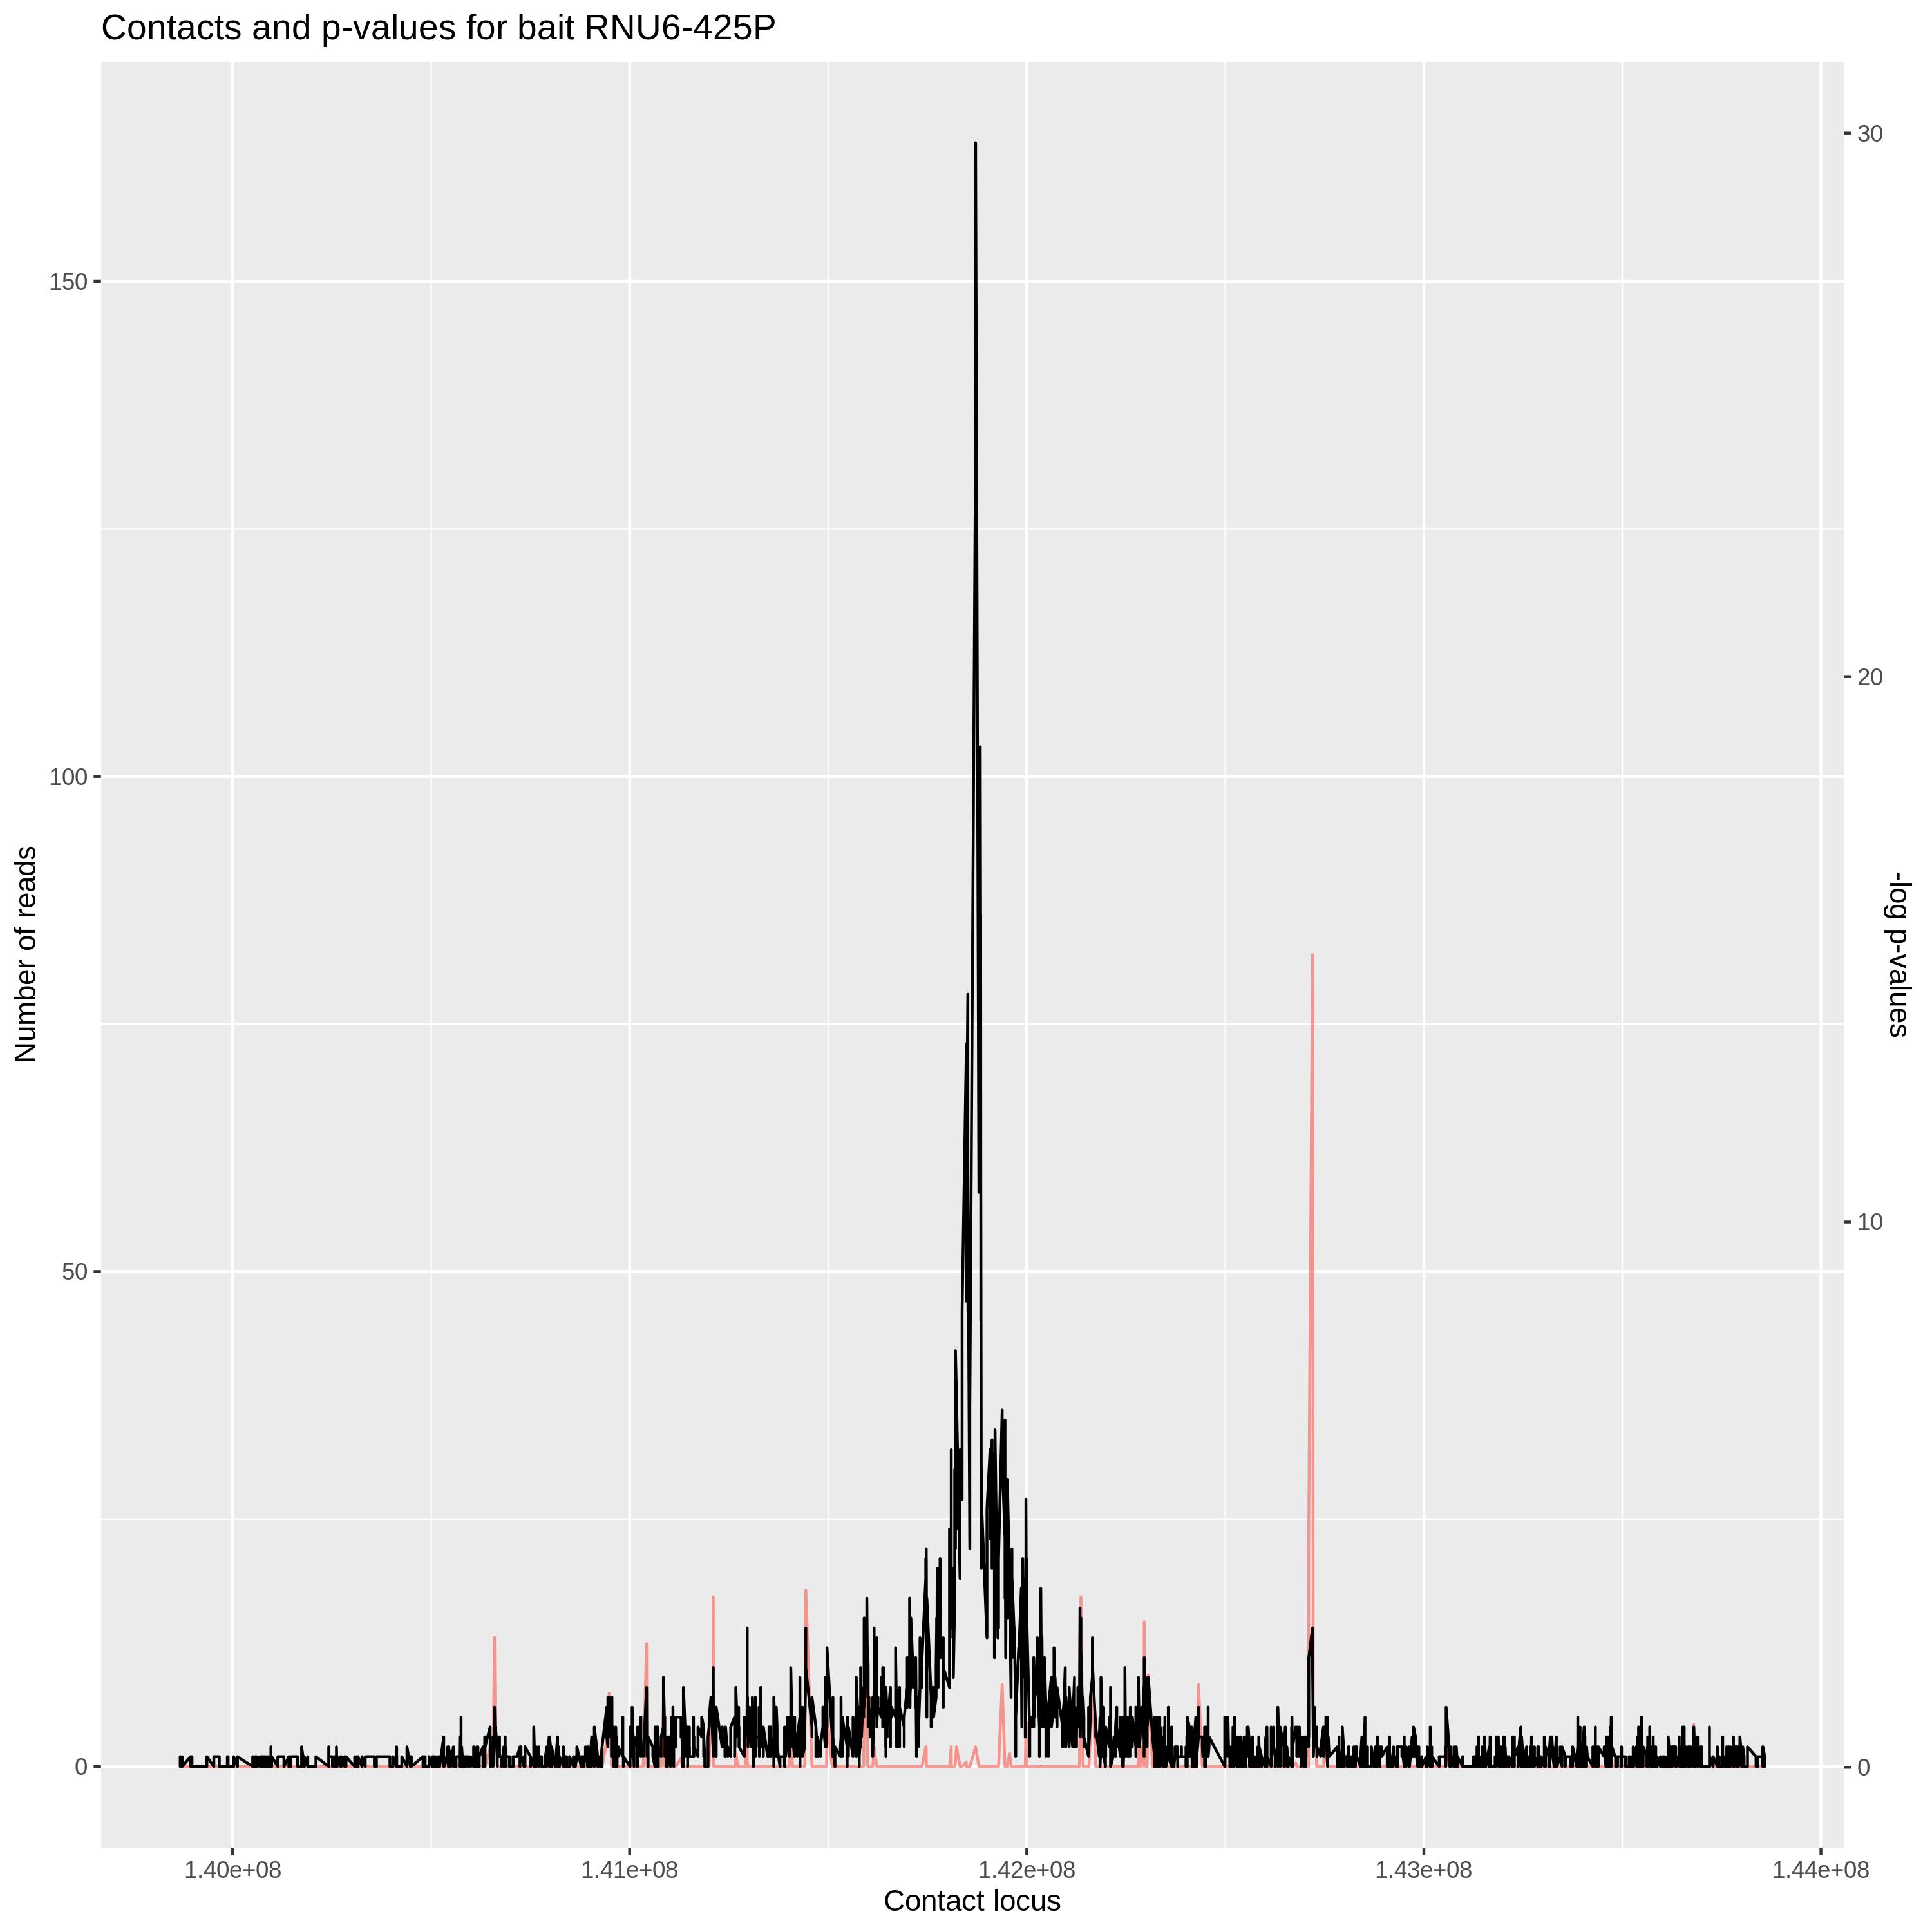 Contacts and p-values for bait RNU6-425P
150
100
50
0
Number of reads
30
20
10
0
-log p-values
1.40e+08
1.41e+08
1.42e+08
1.43e+08
1.44e+08
Contact locus